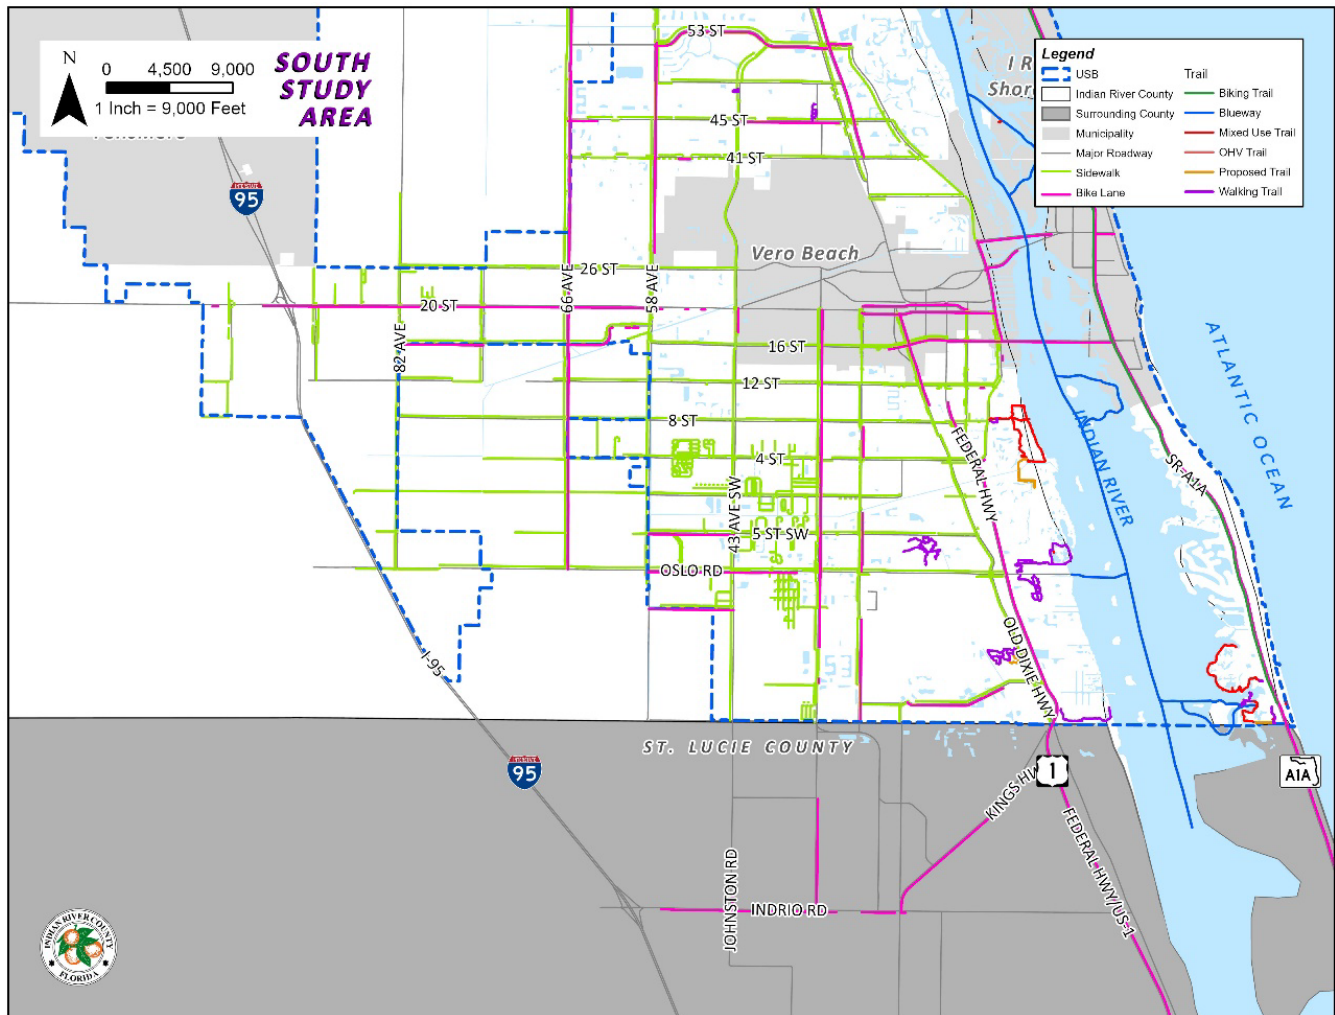 N
0 4,500 9,000
1 Inch = 9,000 Feet
SOUTH
STUDY
AREA
Legend
USB
Indian River County
Surrounding County
Municipality
Major Roadway
Sidewalk
Bike Lane
Trail
Biking Trail
Blueway
Mixed Use Trail
OHV Trail
Proposed Trail
Walking Trail
I R
Shor
53 ST
45 ST
41 ST
95
Vero Beach
26 ST
66 AVE
58 AVE
20 ST
82 AVE
16 ST
12 ST
8 ST
4 ST
FEDERAL HWY
43 AVE SW
5 ST SW
OSLO RD
INDIAN RIVER
SR-A1A
ATLANTIC OCEAN
OLD DIXIE HWY
I-95
ST. LUCIE COUNTY
95
1
A1A
KINGS HW
FEDERAL HWY/US-1
JOHNSTON RD
INDRIO RD
INDIAN RIVER COUNTY
FLORIDA